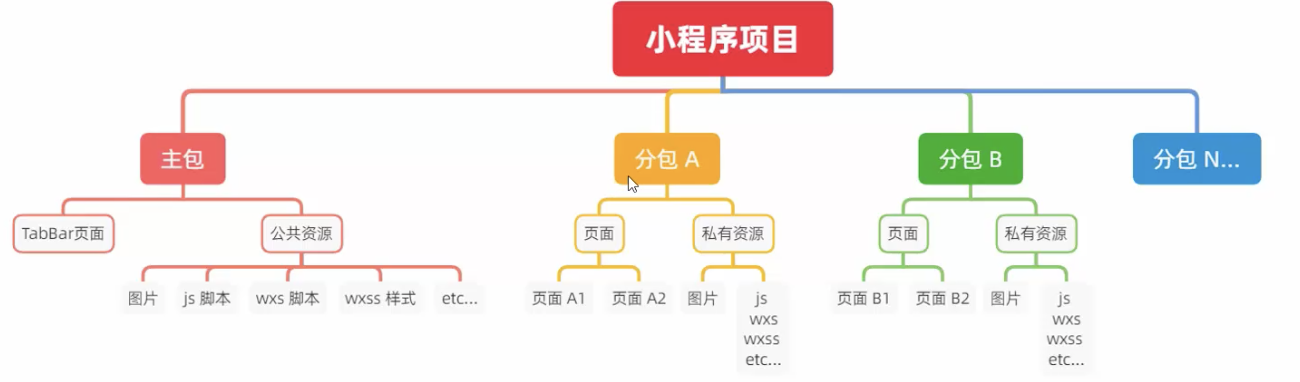 小程序项目
主包
分包 A
分包 B
分包 N...
TabBar页面
公共资源
页面
私有资源
页面
私有资源
图片
js 脚本
wxs 脚本
wxss 样式
etc...
页面 A1
页面 A2
图片
js
wxs
wxss
etc...
页面 B1
页面 B2
图片
js
wxs
wxss
etc...